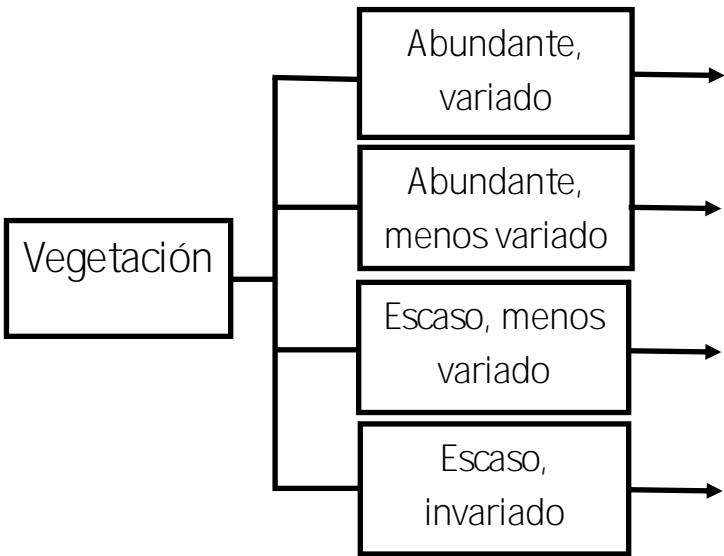 Abundante,
variado
Abundante,
menos variado
Vegetación
Escaso, menos
variado
Escaso,
invariado